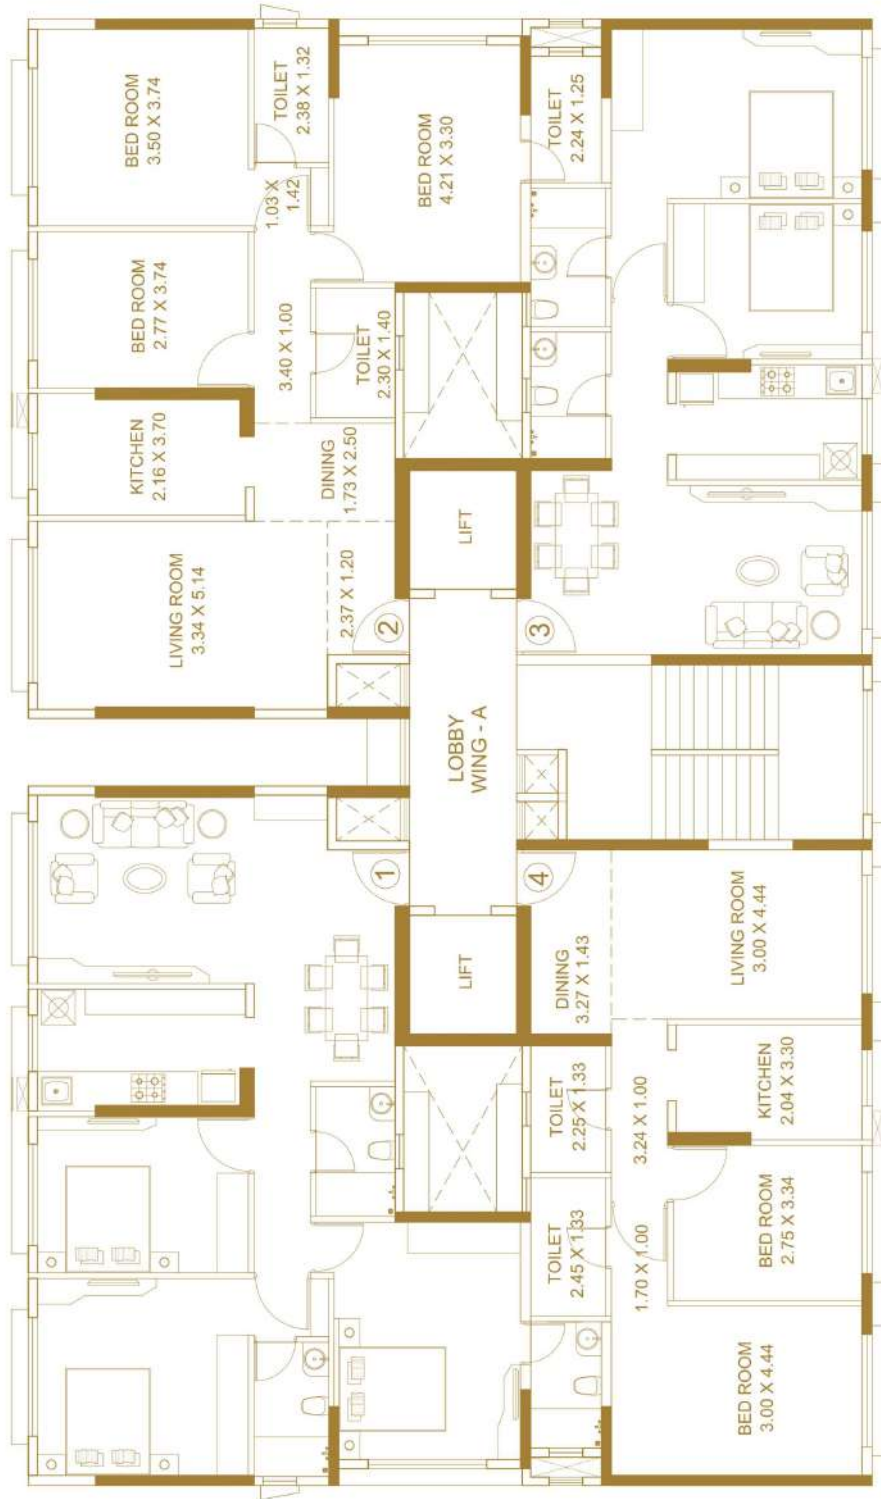 BED ROOM
3.50 X 3.74
TOILET
2.38 X 1.32
1.03 X
1.42
BED ROOM
4.21 X 3.30
TOILET
2.24 X 1.25
BED ROOM
2.77 X 3.74
3.40 X 1.00
TOILET
2.30 X 1.40
KITCHEN
2.16 X 3.70
DINING
1.73 X 2.50
LIVING ROOM
3.34 X 5.14
2.37 X 1.20
LIFT
2
3
LOBBY
WING - A
1
4
LIFT
DINING
3.27 X 1.43
LIVING ROOM
3.00 X 4.44
TOILET
2.25 X 1.33
3.24 X 1.00
KITCHEN
2.04 X 3.30
TOILET
2.45 X 1.33
1.70 X 1.00
BED ROOM
2.75 X 3.34
BED ROOM
3.00 X 4.44